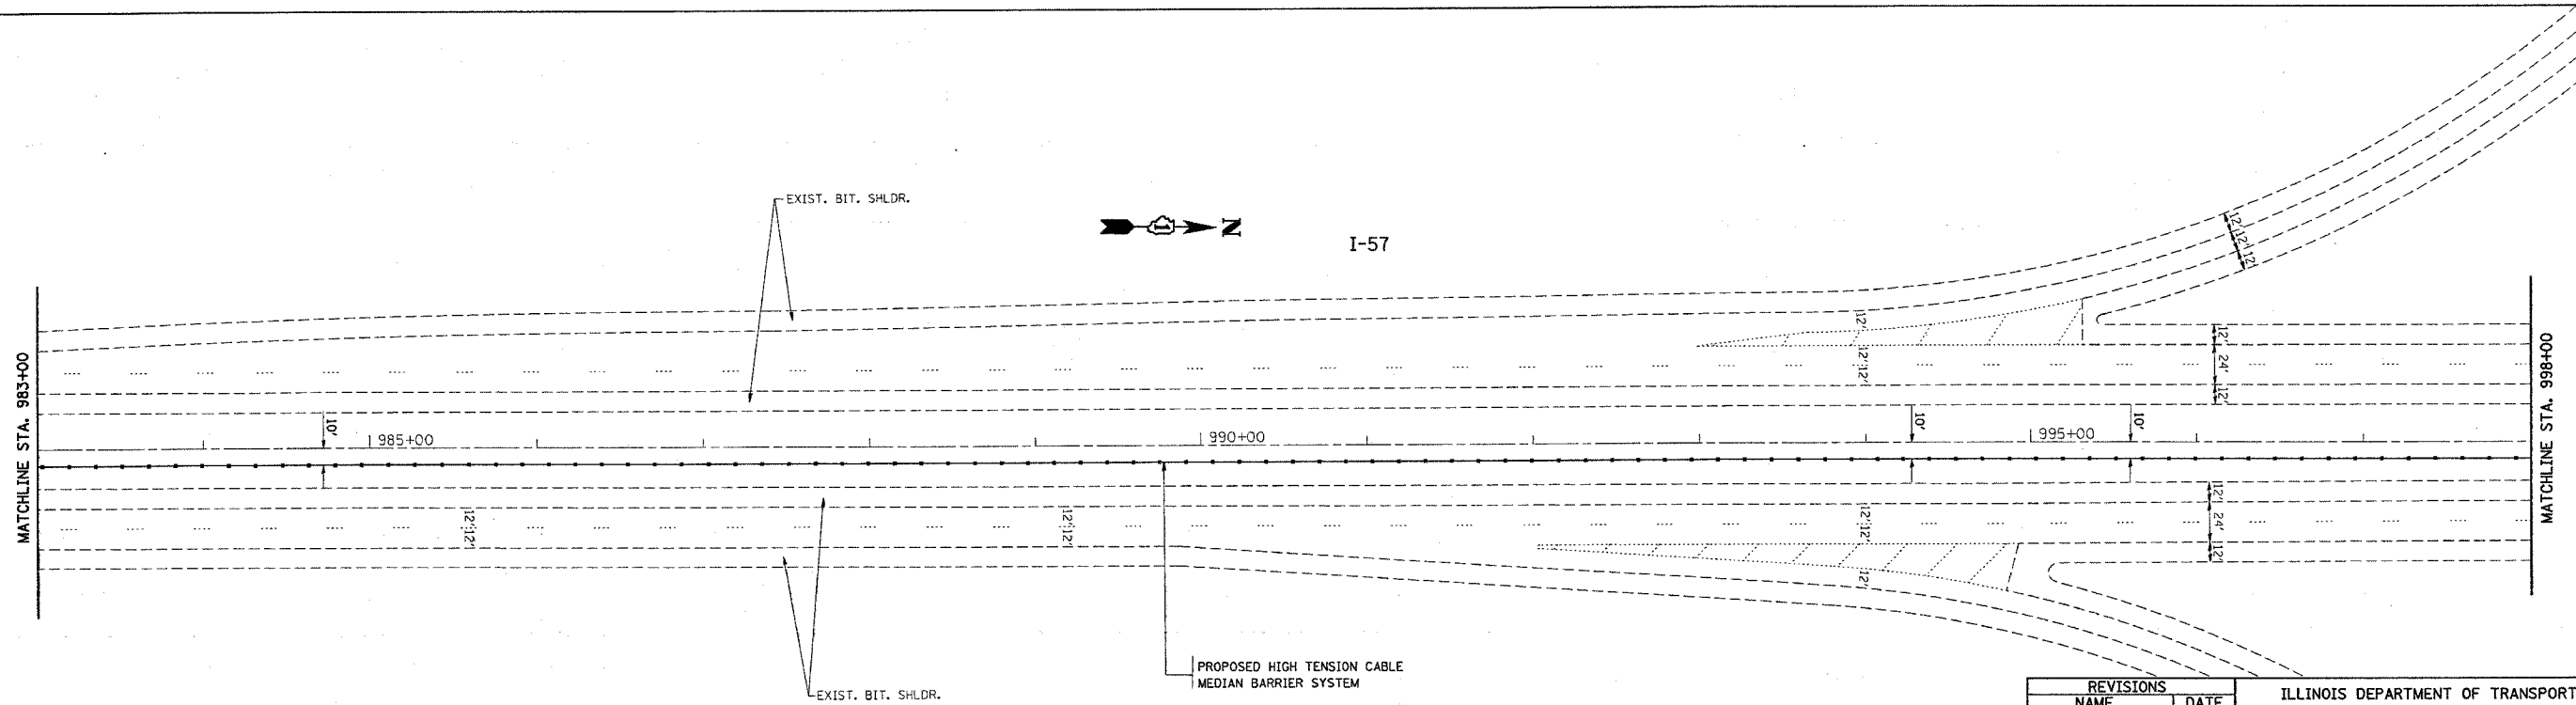 EXIST. BIT. SHLDR.
N
I-57
12'
12'
12'
MATCHLINE STA. 983+00
12'
12'
12'
12'
24'
12'
MATCHLINE STA. 998+00
10'
985+00
990+00
10'
995+00
10'
12'
12'
12'
12'
12'
12'
12'
24'
12'
12'
PROPOSED HIGH TENSION CABLE
MEDIAN BARRIER SYSTEM
EXIST. BIT. SHLDR.
REVISIONS
NAME
DATE
ILLINOIS DEPARTMENT OF TRANSPORT